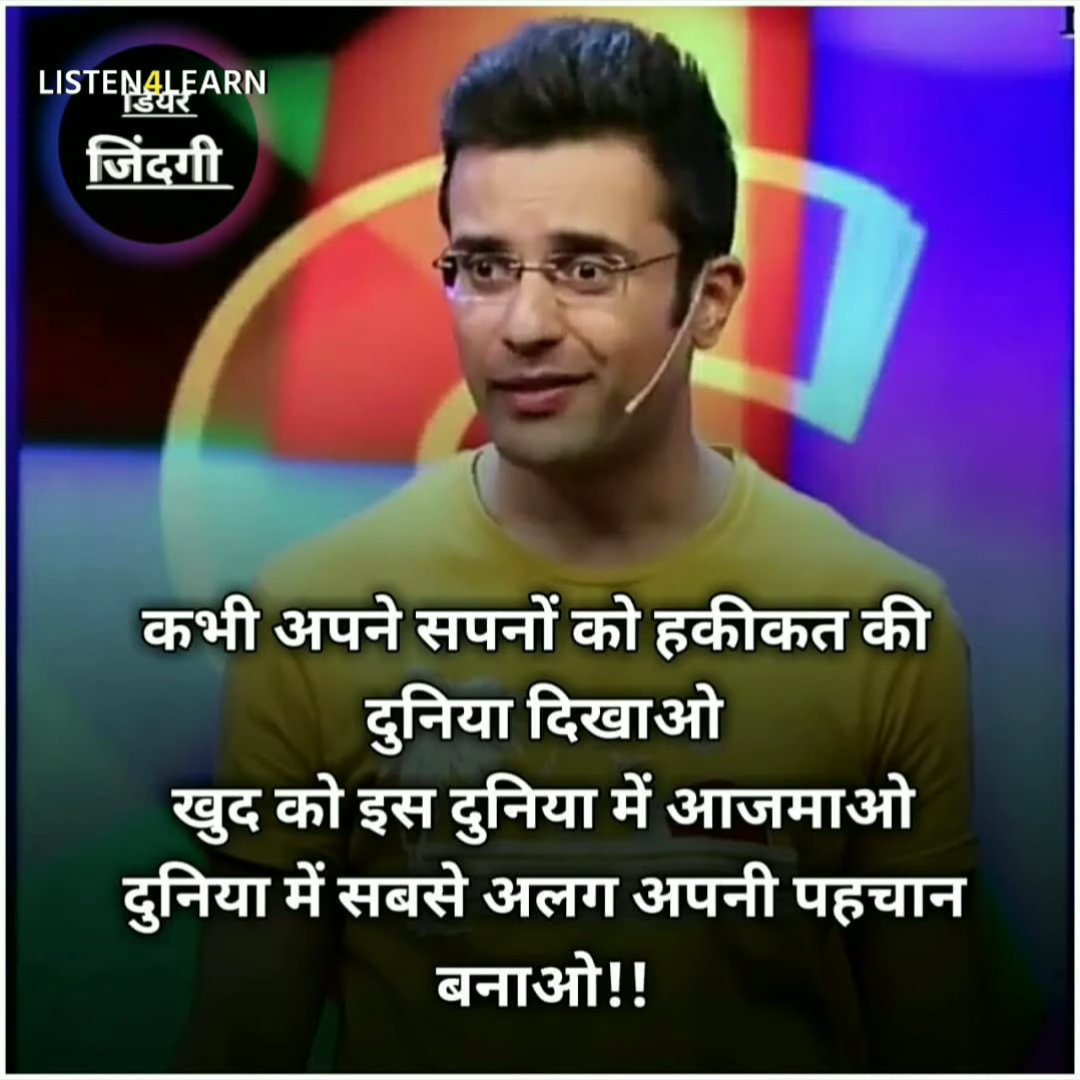 LISTEN4LEARN
डियर
जिंदगी
कभी अपने सपनों को हकीकत की
दुनिया दिखाओ
खुद को इस दुनिया में आजमाओ
दुनिया में सबसे अलग अपनी पहचान
बनाओ!!